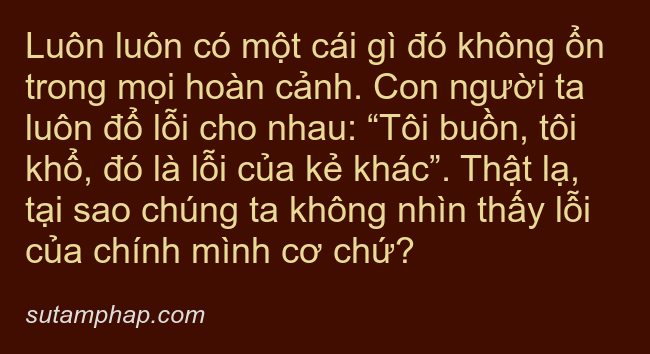 Luôn luôn có một cái gì đó không ổn
trong mọi hoàn cảnh. Con người ta
luôn đổ lỗi cho nhau: “Tôi buồn, tôi
khổ, đó là lỗi của kẻ khác”. Thật lạ,
tại sao chúng ta không nhìn thấy lỗi
của chính mình cơ chứ?
sutamphap.com